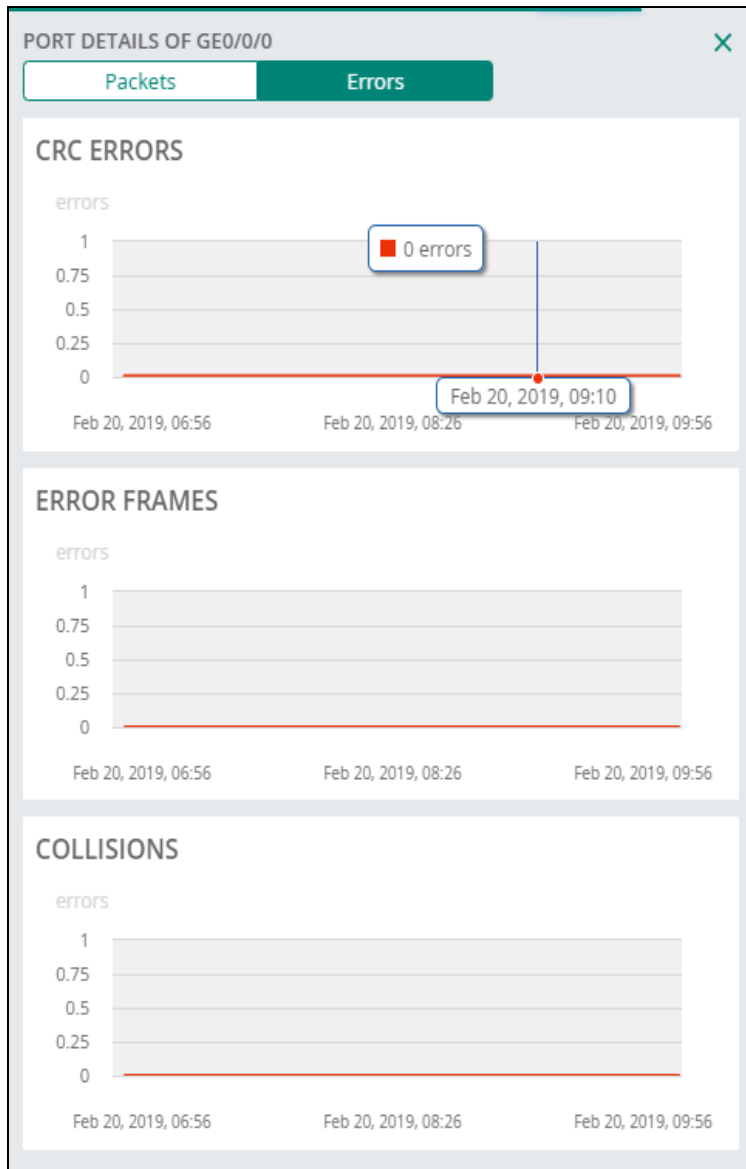 PORT DETAILS OF GE0/0/0
Packets
Errors
CRC ERRORS
errors
1
0 errors
0.75
0.5
0.25
0
Feb 20, 2019, 09:10
Feb 20, 2019, 06:56
Feb 20, 2019, 08:26
Feb 20, 2019, 09:56
ERROR FRAMES
errors
1
0.75
0.5
0.25
0
Feb 20, 2019, 06:56
Feb 20, 2019, 08:26
Feb 20, 2019, 09:56
COLLISIONS
errors
1
0.75
0.5
0.25
0
Feb 20, 2019, 06:56
Feb 20, 2019, 08:26
Feb 20, 2019, 09:56